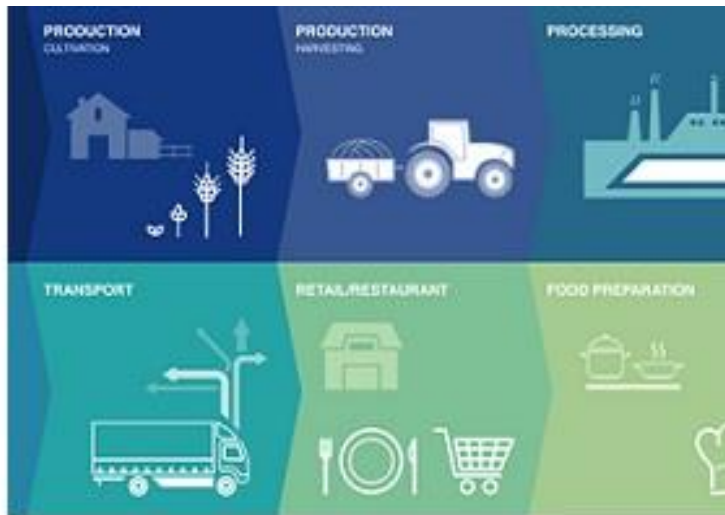 PRODUCTION
CULTIVATION
PRODUCTION
HARVESTING
PROCESSING
TRANSPORT
RETAIL/RESTAURANT
FOOD PREPARATION